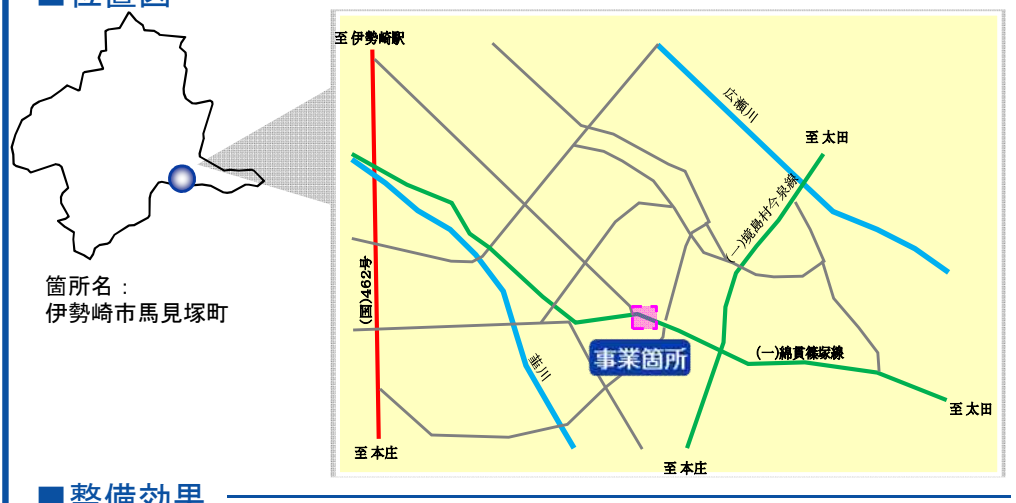 ■位置図
至 伊勢崎駅
広瀬川
至 太田
(一)境島村今泉線
(国)462号
箇所名：
伊勢崎市馬見塚町
事業箇所
(一)綿貫篠塚線
韮川
至 太田
至 本庄
至 本庄
■整備効果